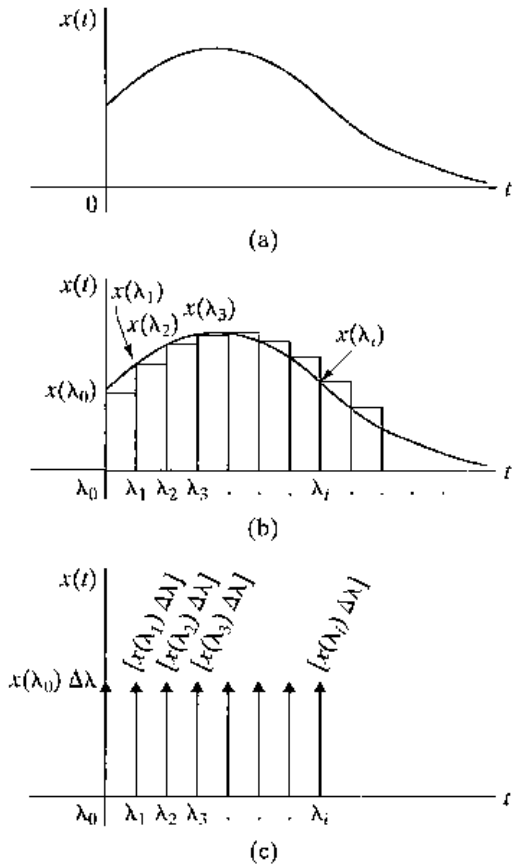 x(t)
0
t
(a)
x(t)
x(λ₁)
x(λ₂)
x(λ₃)
x(λᵢ)
x(λ₀)
t
λ₀ λ₁ λ₂ λ₃ . . . λᵢ . . . .
(b)
x(t)
[x(λ₁) Δλ]
[x(λ₂) Δλ]
[x(λ₃) Δλ]
[x(λᵢ) Δλ]
x(λ₀) Δλ
t
λ₀ λ₁ λ₂ λ₃ . . . λᵢ
(c)